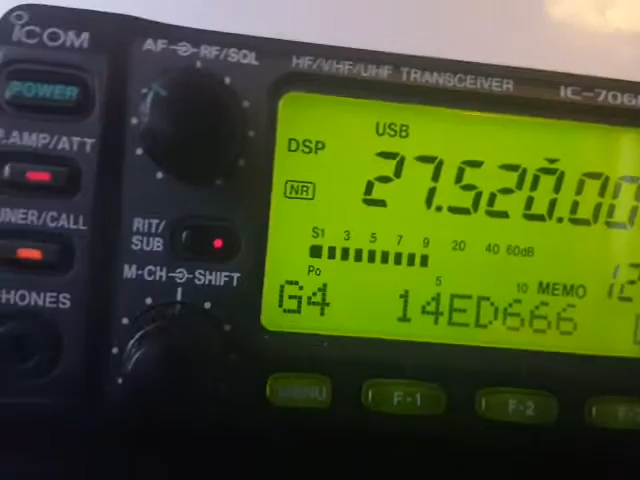 ICOM
AF RF/SQL
HF/VHF/UHF TRANSCEIVER
POWER
USB
DSP
27.520.00
P.AMP/ATT
NR
RIT/
SUB
S1 3 5 7 9 20 40 60dB
TUNER/CALL
M-CH SHIFT
Po 5 10 MEMO
PHONES
G4 14ED666
MENU F-1 F-2